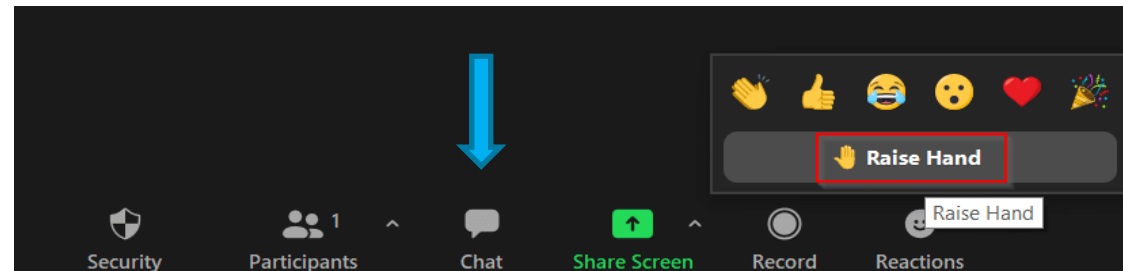 Raise Hand
Raise Hand
1
Security Participants Chat Share Screen Record Reactions